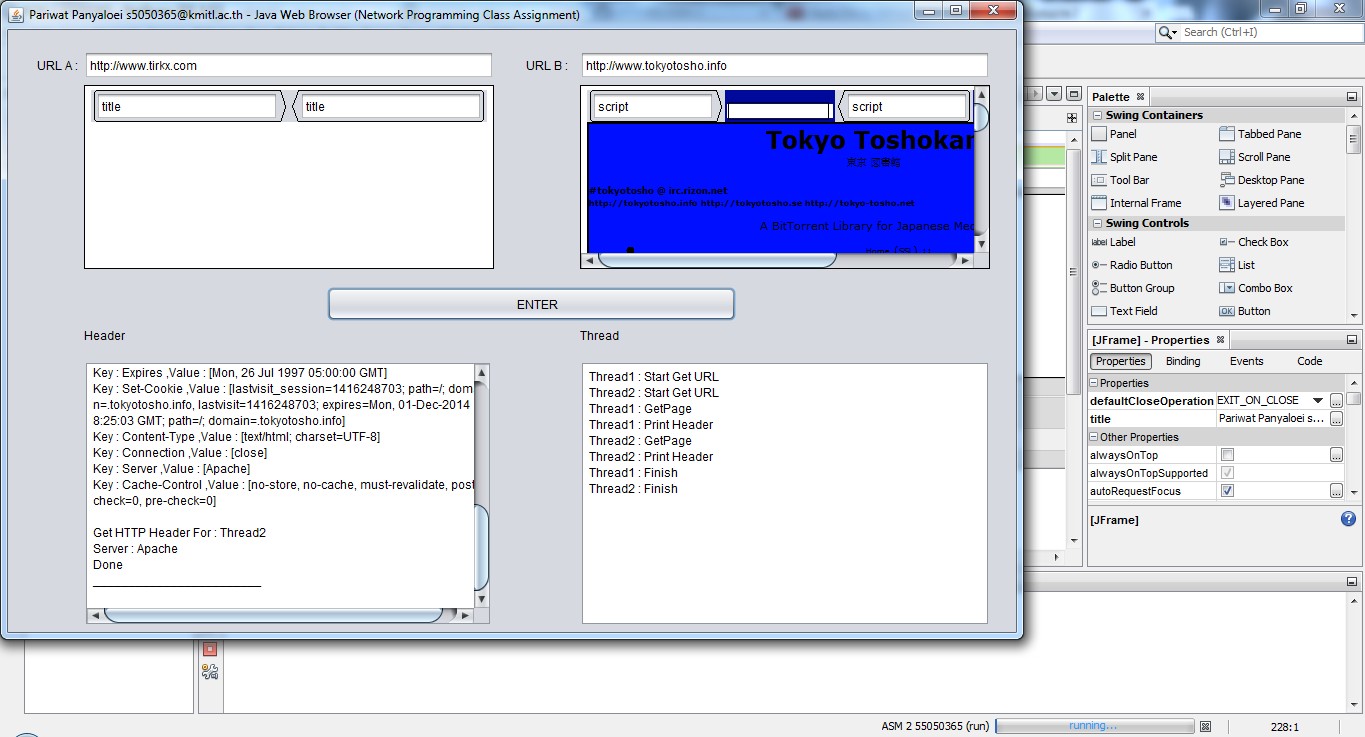 Pariwat Panyaloei s5050365@kmitl.ac.th - Java Web Browser (Network Programming Class Assignment)
URL A :
http://www.tirkx.com
URL B :
http://www.tokyotosho.info
title
title
script
script
Tokyo Toshokan
東京 図書館
#tokyotosho @ irc.rizon.net
http://tokyotosho.info http://tokyotosho.se http://tokyo-tosho.net
A BitTorrent Library for Japanese Med
ENTER
Header
Thread
Key : Expires ,Value : [Mon, 26 Jul 1997 05:00:00 GMT]
Key : Set-Cookie ,Value : [lastvisit_session=1416248703; path=/; dom
n=.tokyotosho.info, lastvisit=1416248703; expires=Mon, 01-Dec-2014
8:25:03 GMT; path=/; domain=.tokyotosho.info]
Key : Content-Type ,Value : [text/html; charset=UTF-8]
Key : Connection ,Value : [close]
Key : Server ,Value : [Apache]
Key : Cache-Control ,Value : [no-store, no-cache, must-revalidate, post
check=0, pre-check=0]
Get HTTP Header For : Thread2
Server : Apache
Done
Thread1 : Start Get URL
Thread2 : Start Get URL
Thread1 : GetPage
Thread1 : Print Header
Thread2 : GetPage
Thread2 : Print Header
Thread1 : Finish
Thread2 : Finish
Search (Ctrl+I)
Palette
Swing Containers
Panel
Tabbed Pane
Split Pane
Scroll Pane
Tool Bar
Desktop Pane
Internal Frame
Layered Pane
Swing Controls
label Label
Check Box
Radio Button
List
Button Group
Combo Box
Text Field
OK Button
[JFrame] - Properties
Properties Binding Events Code
Properties
defaultCloseOperation EXIT_ON_CLOSE ...
title Pariwat Panyaloei s... ...
Other Properties
alwaysOnTop ...
alwaysOnTopSupported
autoRequestFocus ...
[JFrame]
ASM 2 55050365 (run) running... 228:1